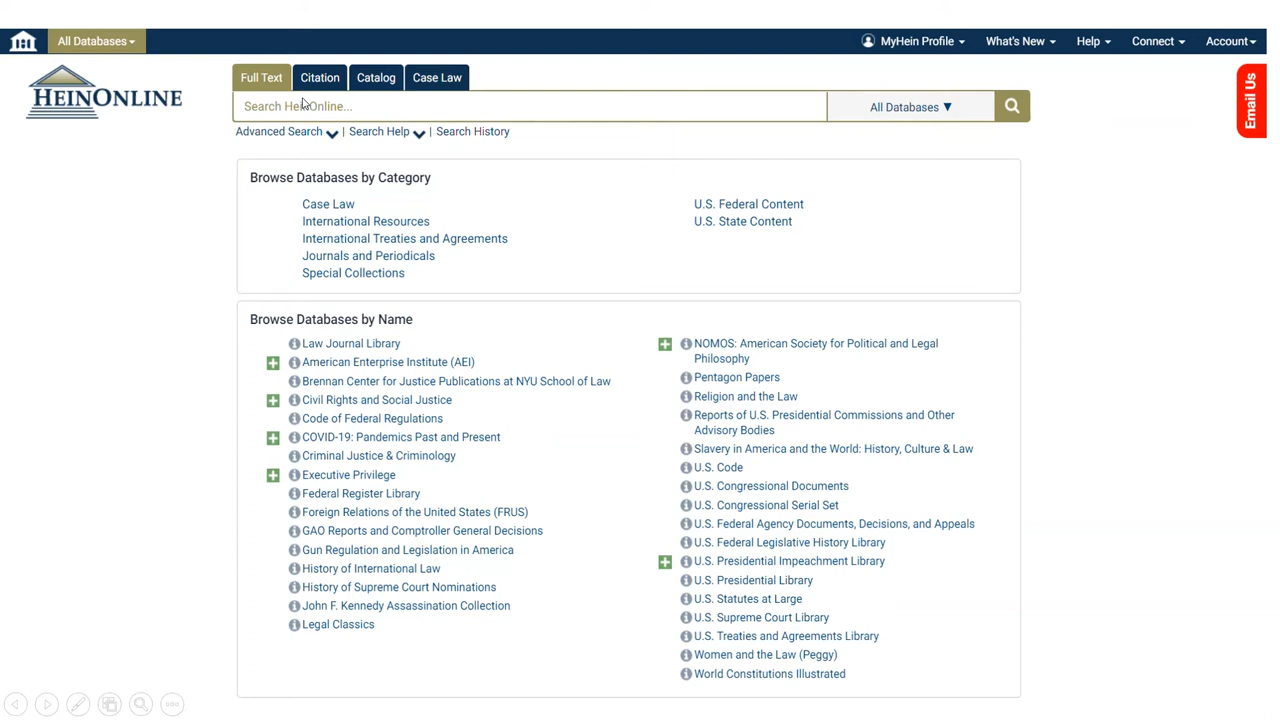 All Databases
MyHein Profile
What's New
Help
Connect
Account
HEINONLINE
Full Text
Citation
Catalog
Case Law
Search HeinOnline...
All Databases ▼
Email Us
Advanced Search | Search Help | Search History
Browse Databases by Category
Case Law
International Resources
International Treaties and Agreements
Journals and Periodicals
Special Collections
U.S. Federal Content
U.S. State Content
Browse Databases by Name
Law Journal Library
American Enterprise Institute (AEI)
Brennan Center for Justice Publications at NYU School of Law
Civil Rights and Social Justice
Code of Federal Regulations
COVID-19: Pandemics Past and Present
Criminal Justice & Criminology
Executive Privilege
Federal Register Library
Foreign Relations of the United States (FRUS)
GAO Reports and Comptroller General Decisions
Gun Regulation and Legislation in America
History of International Law
History of Supreme Court Nominations
John F. Kennedy Assassination Collection
Legal Classics
NOMOS: American Society for Political and Legal
Philosophy
Pentagon Papers
Religion and the Law
Reports of U.S. Presidential Commissions and Other
Advisory Bodies
Slavery in America and the World: History, Culture & Law
U.S. Code
U.S. Congressional Documents
U.S. Congressional Serial Set
U.S. Federal Agency Documents, Decisions, and Appeals
U.S. Federal Legislative History Library
U.S. Presidential Impeachment Library
U.S. Presidential Library
U.S. Statutes at Large
U.S. Supreme Court Library
U.S. Treaties and Agreements Library
Women and the Law (Peggy)
World Constitutions Illustrated